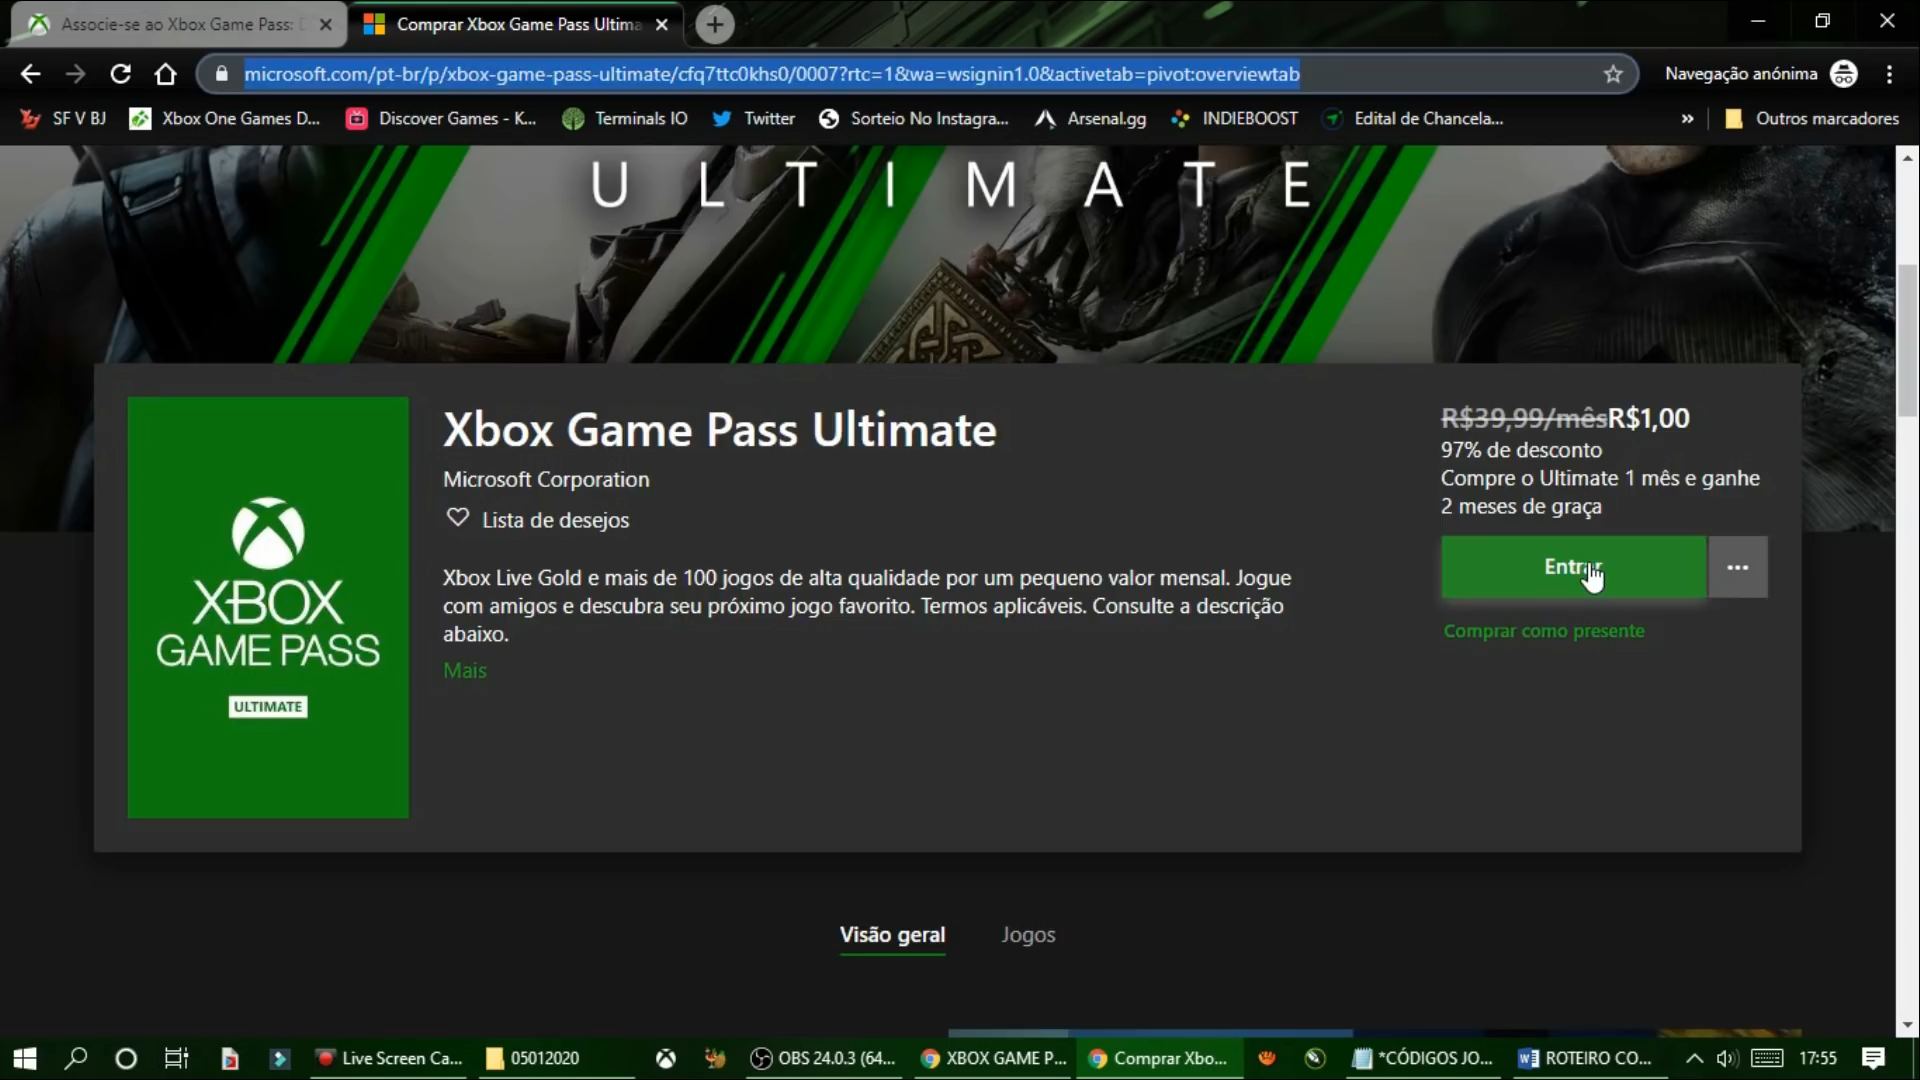 Associe-se ao Xbox Game Pass:
Comprar Xbox Game Pass Ultima
microsoft.com/pt-br/p/xbox-game-pass-ultimate/cfq7ttc0khs0/0007?rtc=1&wa=wsignin1.0&activetab=pivot:overviewtab
Navegação anónima
SF V BJ
Xbox One Games D...
Discover Games - K...
Terminals IO
Twitter
Sorteio No Instagra...
Arsenal.gg
INDIEBOOST
Edital de Chancela...
»
Outros marcadores
ULTIMATE
XBOX
GAME PASS
ULTIMATE
Xbox Game Pass Ultimate
Microsoft Corporation
Lista de desejos
Xbox Live Gold e mais de 100 jogos de alta qualidade por um pequeno valor mensal. Jogue
com amigos e descubra seu próximo jogo favorito. Termos aplicáveis. Consulte a descrição
abaixo.
Mais
R$39,99/mês R$1,00
97% de desconto
Compre o Ultimate 1 mês e ganhe
2 meses de graça
Entrar
Comprar como presente
Visão geral
Jogos
Live Screen Ca...
05012020
OBS 24.0.3 (64...
XBOX GAME P...
Comprar Xbo...
*CÓDIGOS JO...
ROTEIRO CO...
17:55